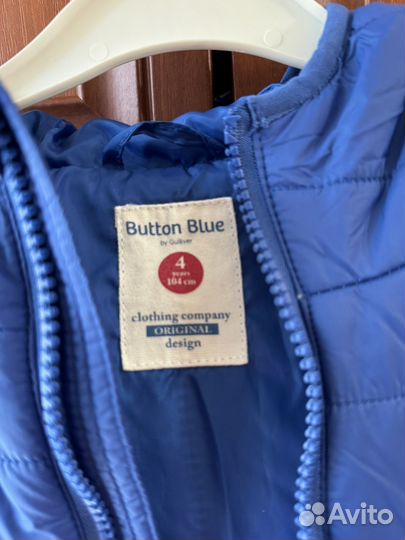 Button Blue
by Gulliver
4
years
104 cm
clothing company
ORIGINAL
design
Avito